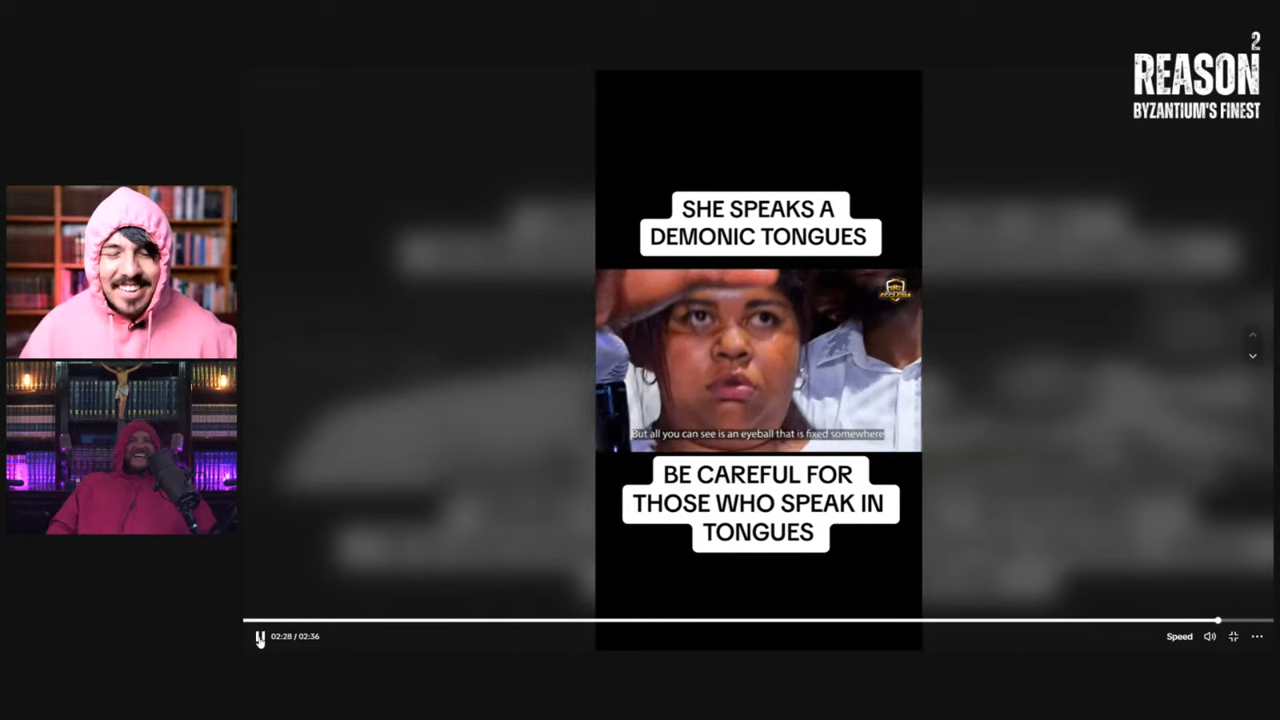 2
REASON
BYZANTIUM'S FINEST
SHE SPEAKS A
DEMONIC TONGUES
But all you can see is an eyeball that is fixed somewhere
BE CAREFUL FOR
THOSE WHO SPEAK IN
TONGUES
02:28 / 02:36
Speed